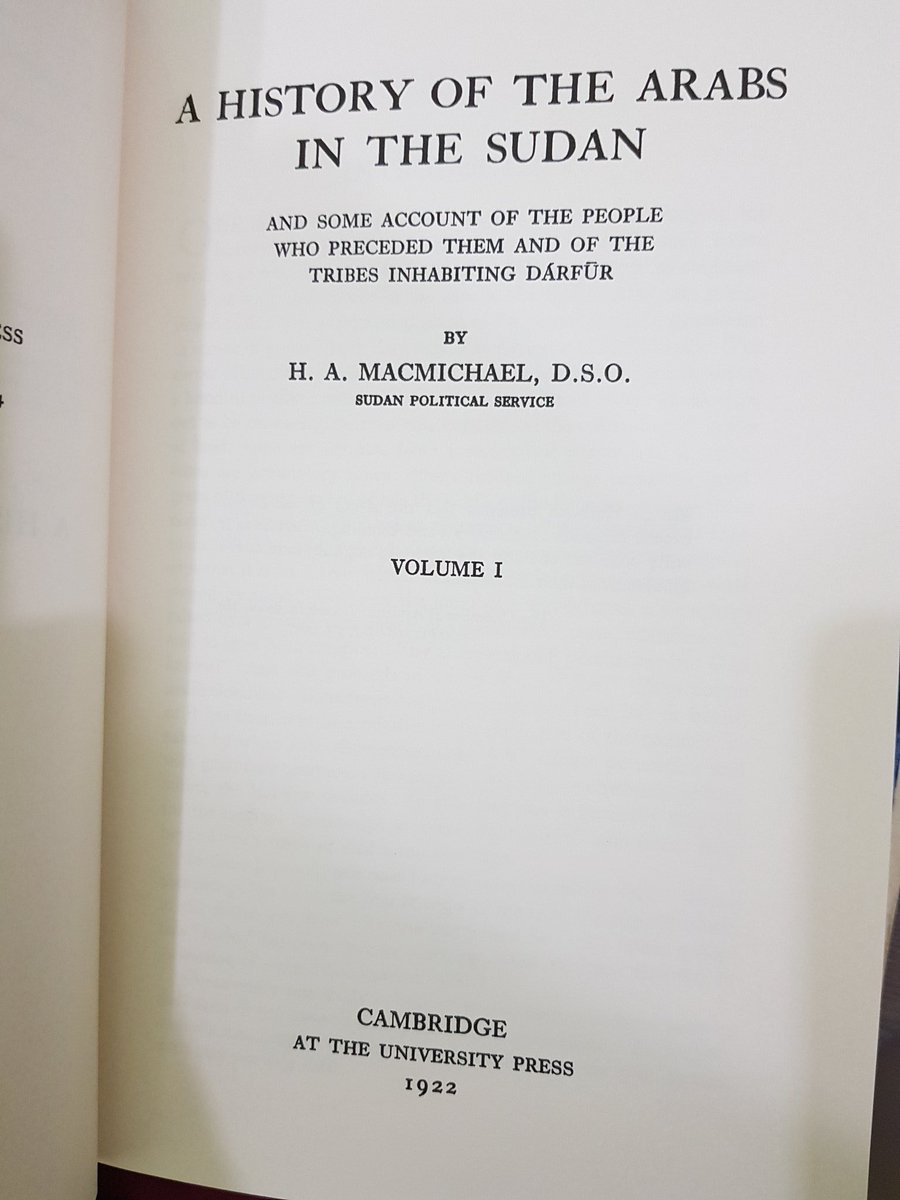 A HISTORY OF THE ARABS
IN THE SUDAN
AND SOME ACCOUNT OF THE PEOPLE
WHO PRECEDED THEM AND OF THE
TRIBES INHABITING DÁRFŪR
BY
H. A. MACMICHAEL, D.S.O.
SUDAN POLITICAL SERVICE
VOLUME I
CAMBRIDGE
AT THE UNIVERSITY PRESS
1922